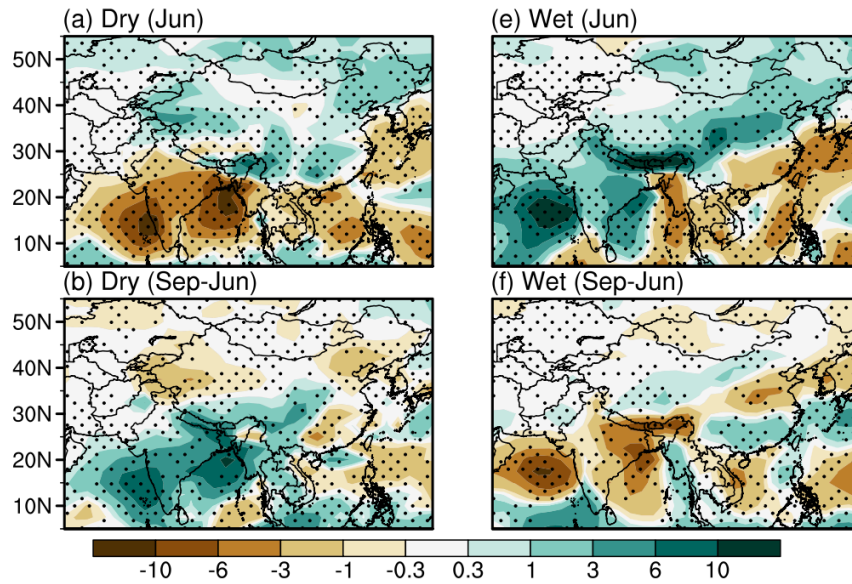 (a) Dry (Jun)
(e) Wet (Jun)
50N
40N
30N
20N
10N
(b) Dry (Sep-Jun)
(f) Wet (Sep-Jun)
50N
40N
30N
20N
10N
-10 -6 -3 -1 -0.3 0.3 1 3 6 10